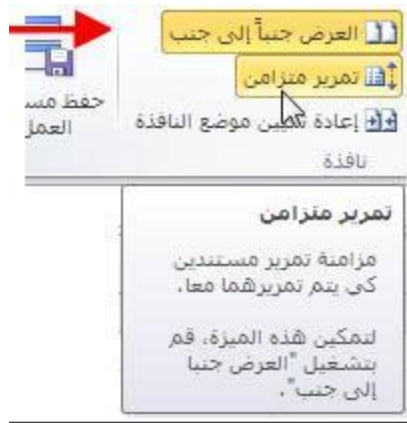 العرض جنباً إلى جنب
تمرير متزامن
إعادة تعيين موضع النافذة
حفظ
العمل
نافذة
تمرير متزامن
مزامنة تمرير مستندين
كي يتم تمريرهما معا.
لتمكين هذه الميزة، قم
بتشغيل "العرض جنبا
إلى جنب".